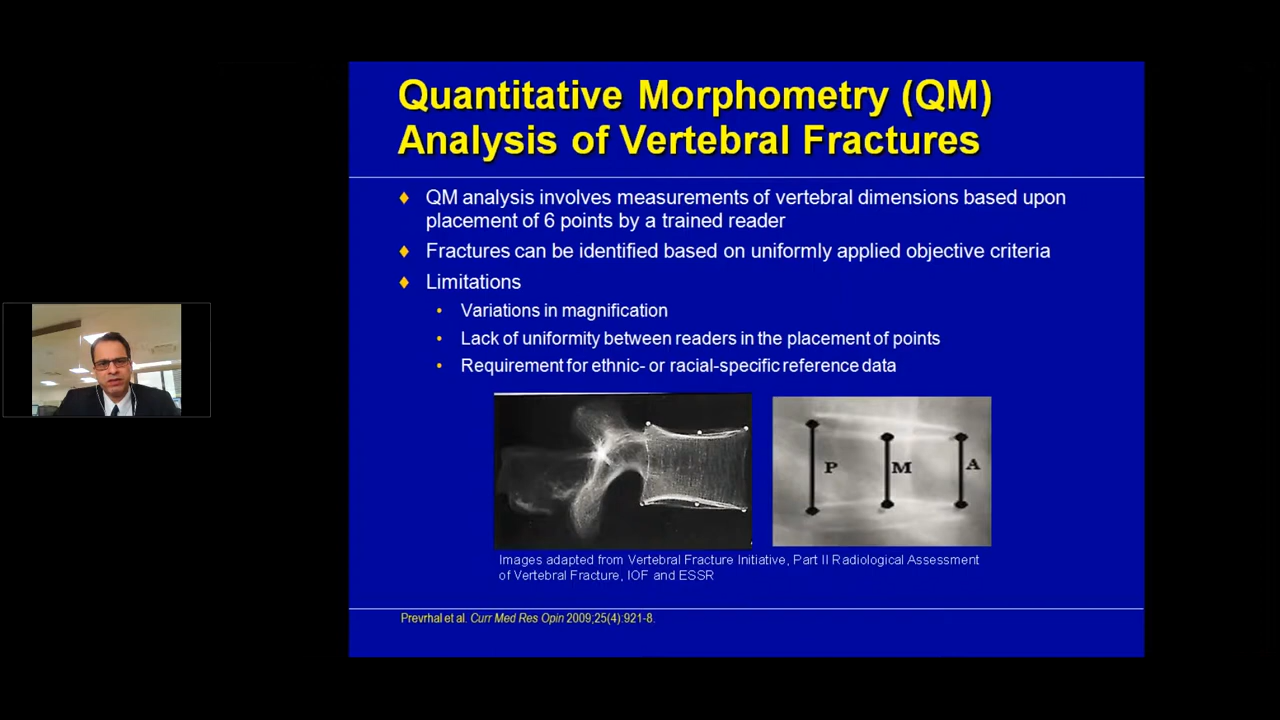 Quantitative Morphometry (QM)
Analysis of Vertebral Fractures
QM analysis involves measurements of vertebral dimensions based upon
placement of 6 points by a trained reader
Fractures can be identified based on uniformly applied objective criteria
Limitations
Variations in magnification
Lack of uniformity between readers in the placement of points
Requirement for ethnic- or racial-specific reference data
P M A
Images adapted from Vertebral Fracture Initiative, Part II Radiological Assessment
of Vertebral Fracture, IOF and ESSR
Prevrhal et al. Curr Med Res Opin 2009;25(4):921-8.